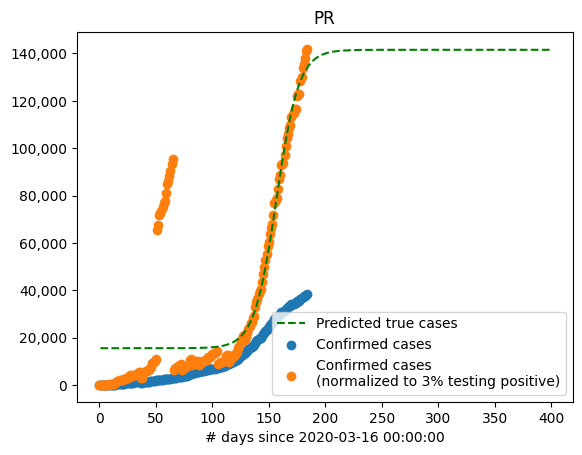 PR
140,000
120,000
100,000
80,000
60,000
40,000
20,000
0
Predicted true cases
Confirmed cases
Confirmed cases
(normalized to 3% testing positive)
0 50 100 150 200 250 300 350 400
# days since 2020-03-16 00:00:00